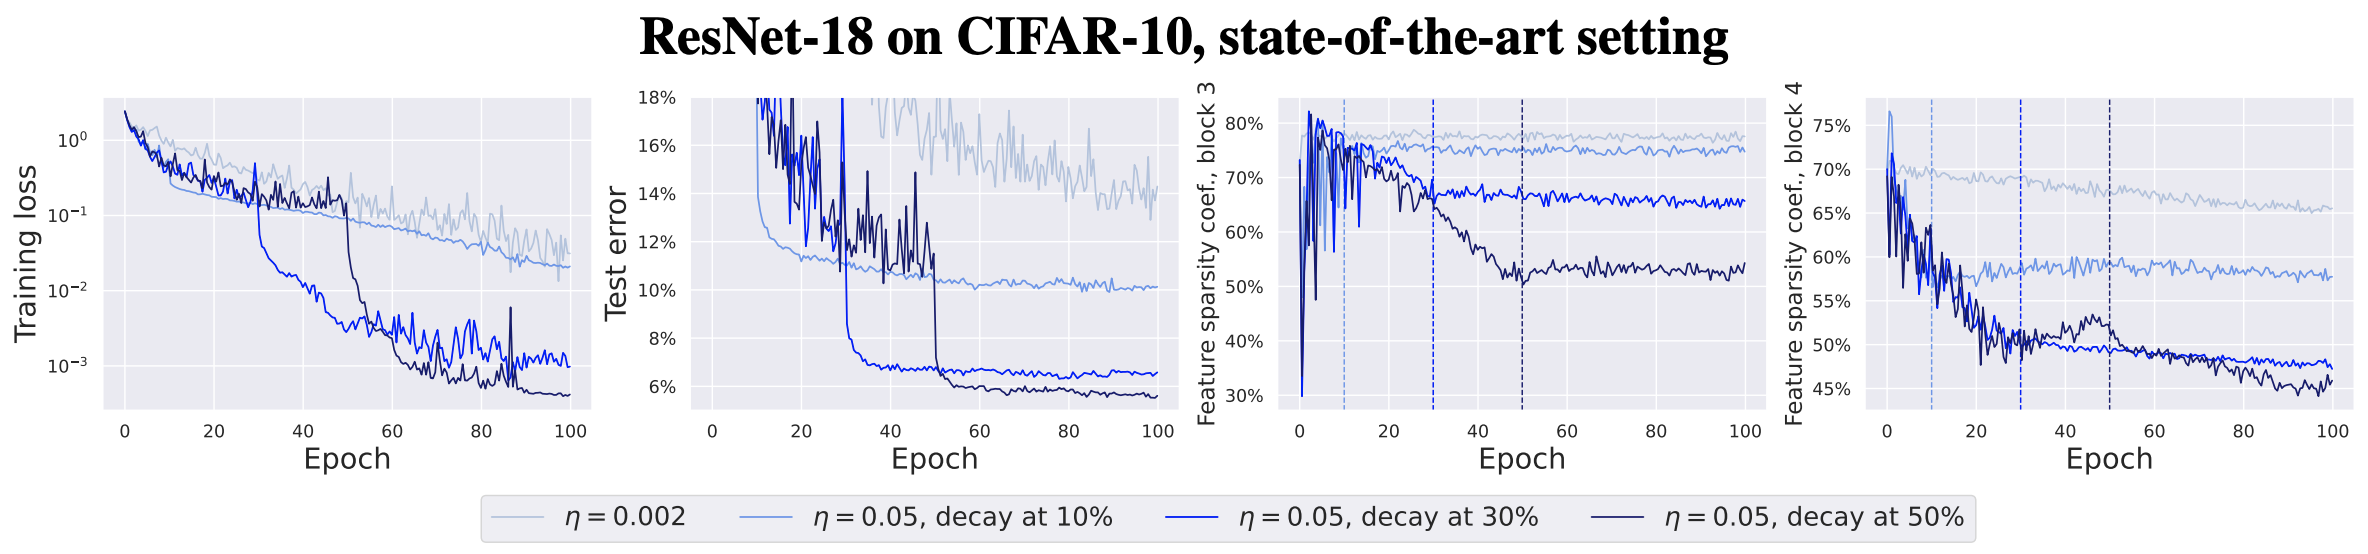 ResNet-18 on CIFAR-10, state-of-the-art setting
Training loss
10⁰
10⁻¹
10⁻²
10⁻³
0 20 40 60 80 100
Epoch
Test error
18%
16%
14%
12%
10%
8%
6%
0 20 40 60 80 100
Epoch
Feature sparsity coef., block 3
80%
70%
60%
50%
40%
30%
0 20 40 60 80 100
Epoch
Feature sparsity coef., block 4
75%
70%
65%
60%
55%
50%
45%
0 20 40 60 80 100
Epoch
η = 0.002
η = 0.05, decay at 10%
η = 0.05, decay at 30%
η = 0.05, decay at 50%